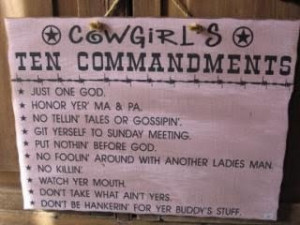 COWGIRL'S
TEN COMMANDMENTS
JUST ONE GOD.
HONOR YER' MA & PA.
NO TELLIN' TALES OR GOSSIPIN'.
GIT YERSELF TO SUNDAY MEETING.
PUT NOTHIN' BEFORE GOD.
NO FOOLIN' AROUND WITH ANOTHER LADIES MAN.
NO KILLIN'.
WATCH YER MOUTH.
DON'T TAKE WHAT AIN'T YERS.
DON'T BE HANKERIN' FOR YER BUDDY'S STUFF.